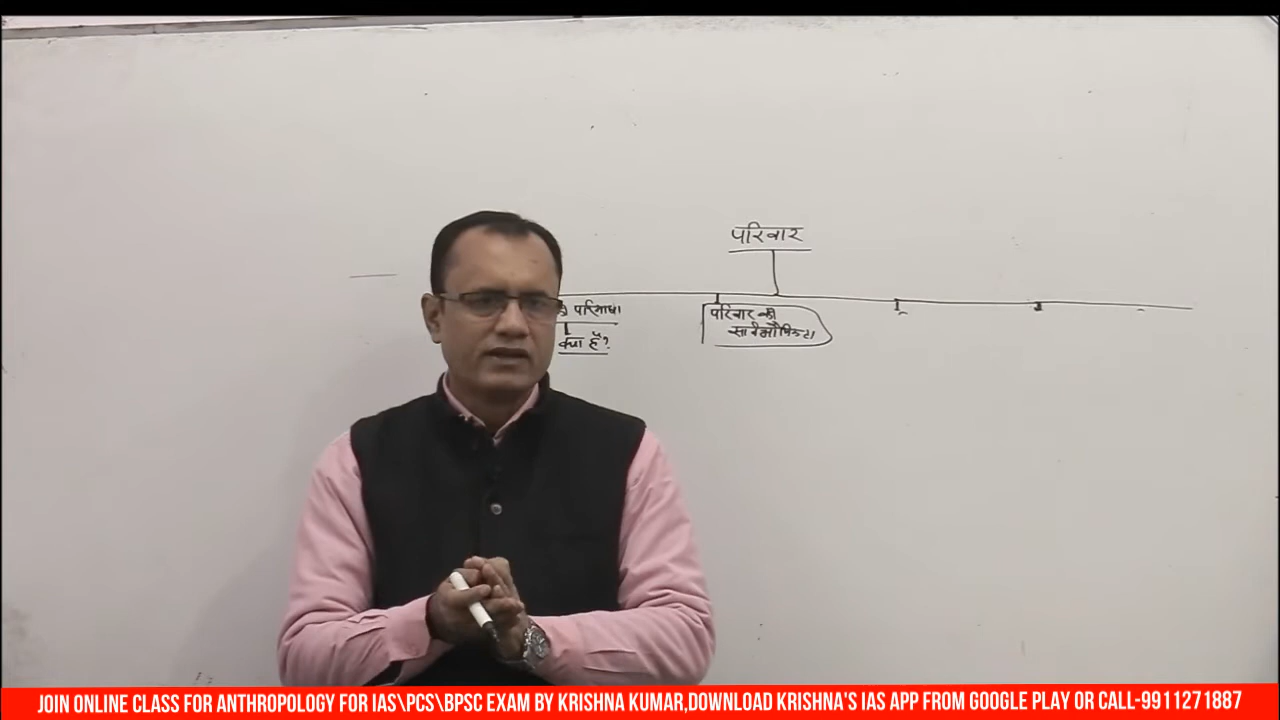 परिवार
परिभाषा
क्या है?
परिवार की
सार्वभौमिकता
JOIN ONLINE CLASS FOR ANTHROPOLOGY FOR IAS\PCS\BPSC EXAM BY KRISHNA KUMAR,DOWNLOAD KRISHNA'S IAS APP FROM GOOGLE PLAY OR CALL-9911271887